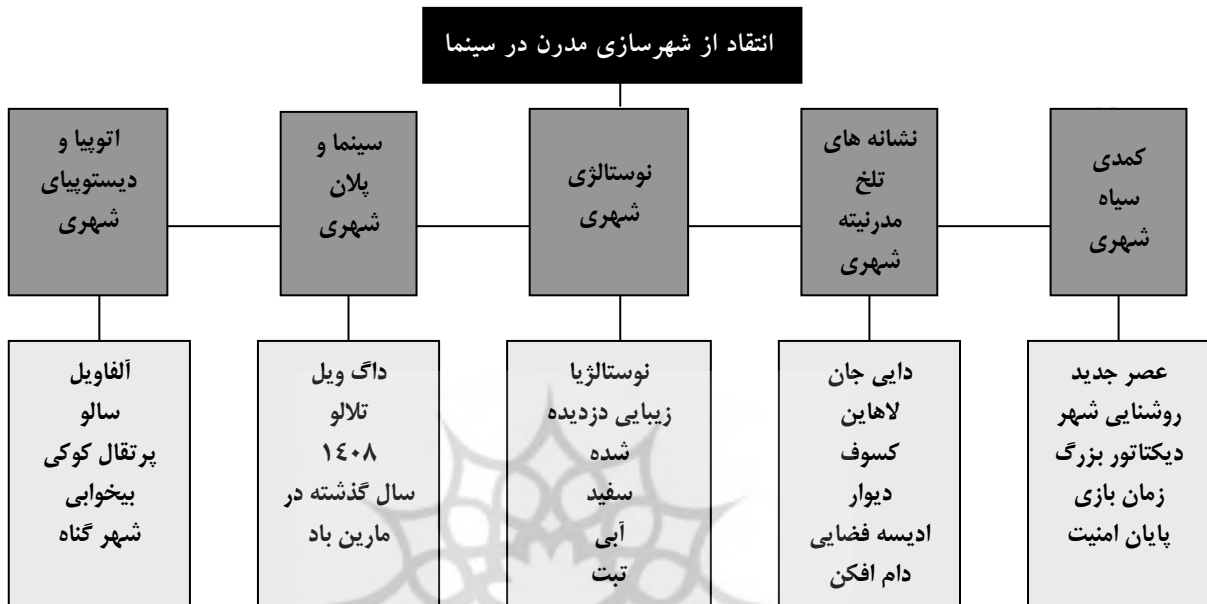 انتقاد از شهرسازی مدرن در سینما
کمدی
سیاه
شهری
نشانه های
تلخ
مدرنیته
شهری
نوستالژی
شهری
سینما و
پلان
شهری
اتوپیا و
دیستوپیای
شهری
عصر جدید
روشنایی شهر
دیکتاتور بزرگ
زمان بازی
پایان امنیت
دایی جان
لاهاین
کسوف
دیوار
ادیسه فضایی
دام افکن
نوستالژیا
زیبایی دزدیده
شده
سفید
آبی
تبت
داگ ویل
تلالو
١٤٠٨
سال گذشته در
مارین باد
آلفاویل
سالو
پرتقال کوکی
بیخوابی
شهر گناه